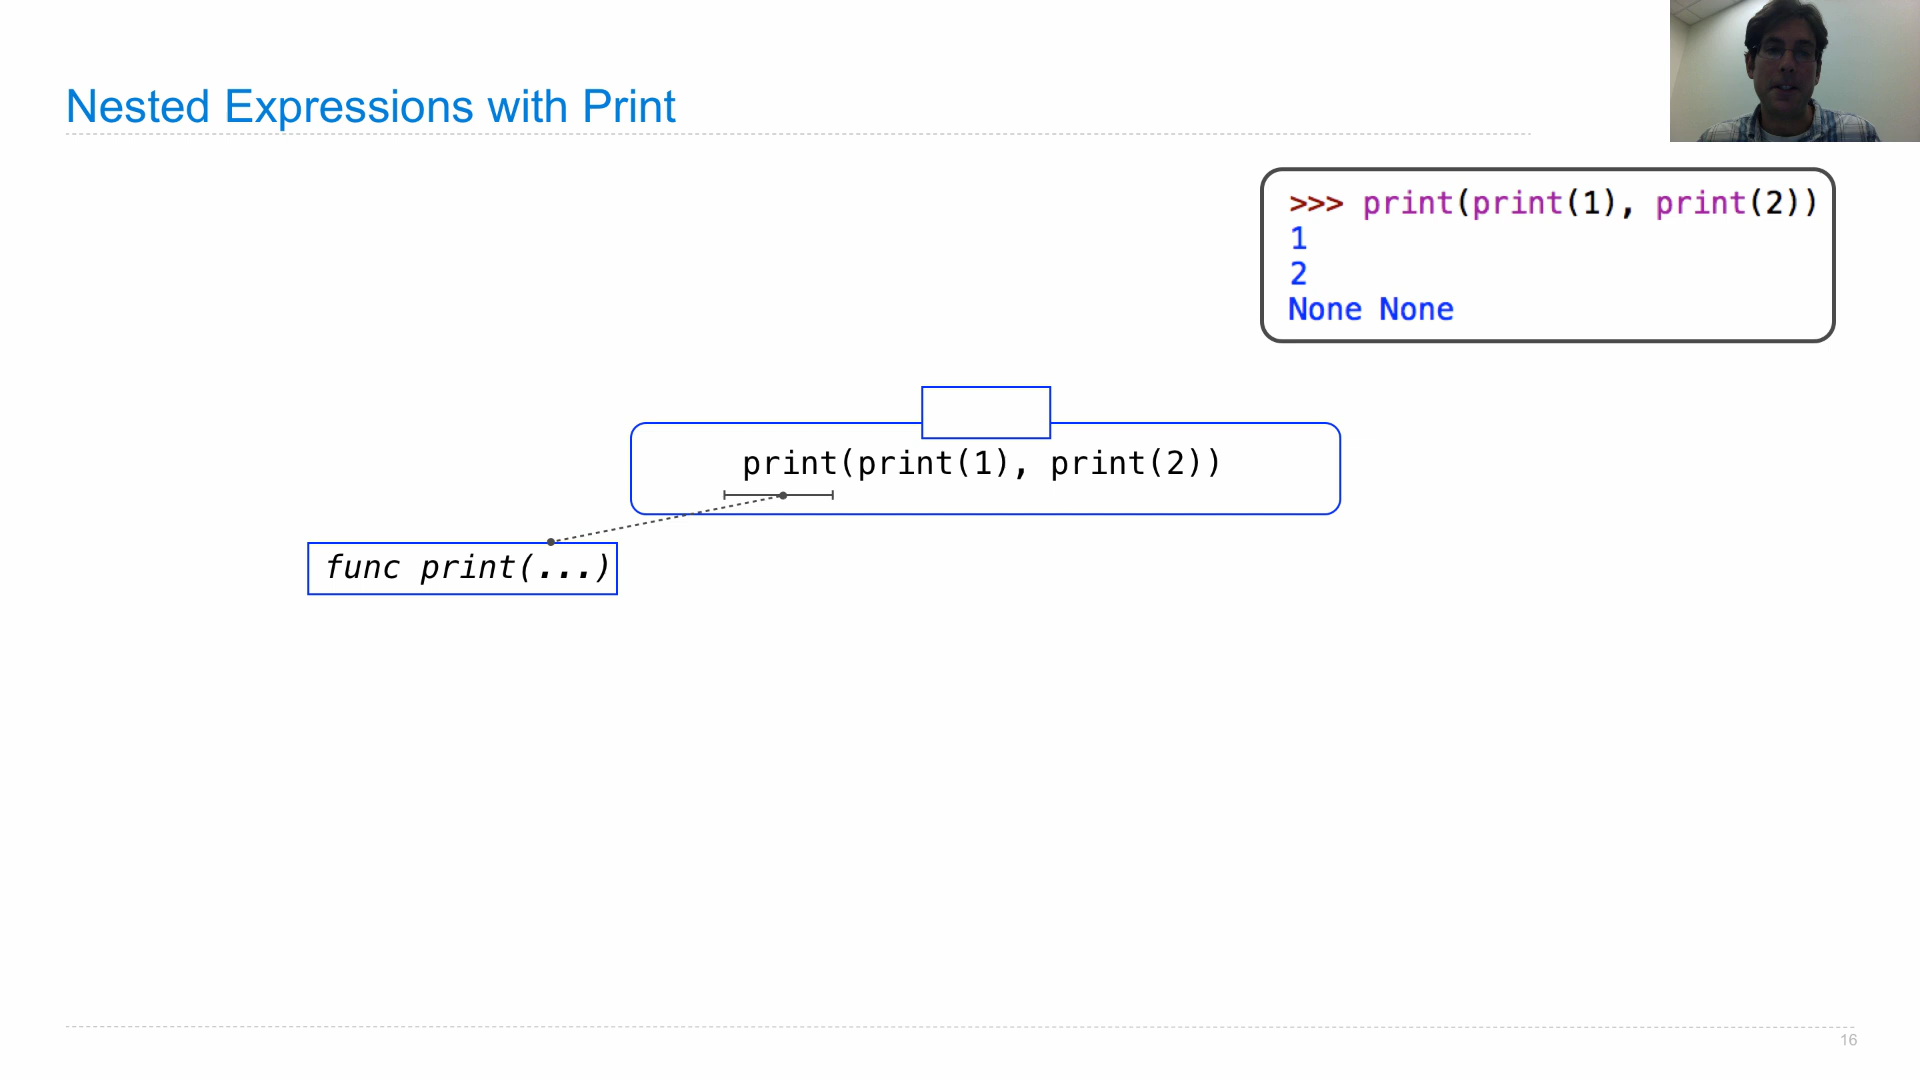 Nested Expressions with Print
>>> print(print(1), print(2))
1
2
None None
print(print(1), print(2))
func print(...)
16